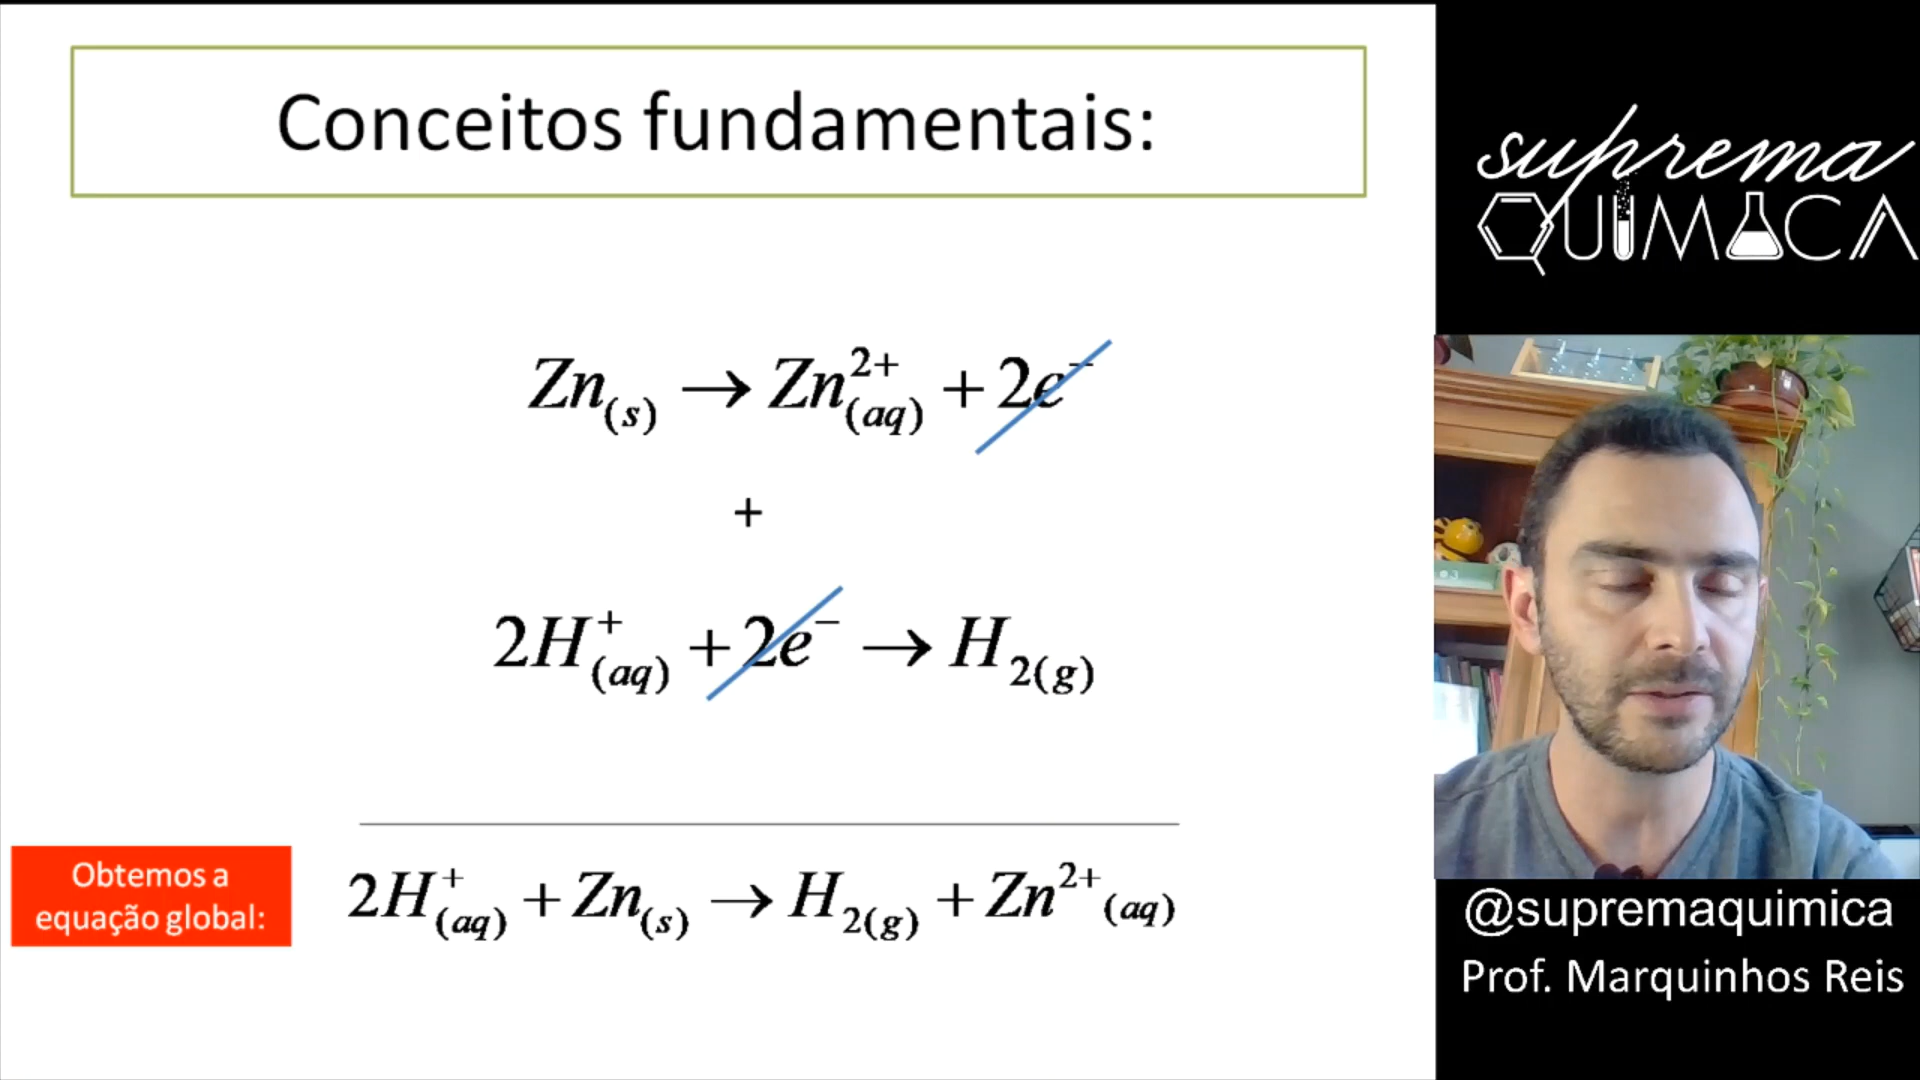 Conceitos fundamentais:
Zn(s) → Zn²⁺(aq) + 2e⁻
+
2H⁺(aq) + 2e⁻ → H₂(g)
Obtemos a
equação global:
2H⁺(aq) + Zn(s) → H₂(g) + Zn²⁺(aq)
suprema
QUIMICA
@supremaquimica
Prof. Marquinhos Reis